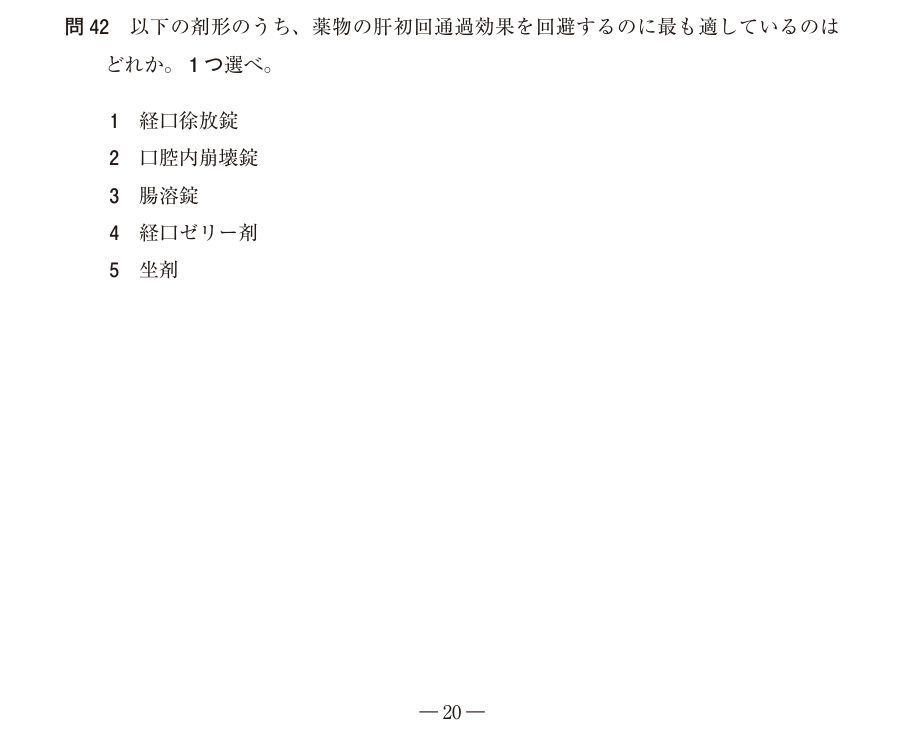 問 42　以下の剤形のうち、薬物の肝初回通過効果を回避するのに最も適しているのは
どれか。1つ選べ。
1　経口徐放錠
2　口腔内崩壊錠
3　腸溶錠
4　経口ゼリー剤
5　坐剤
— 20 —